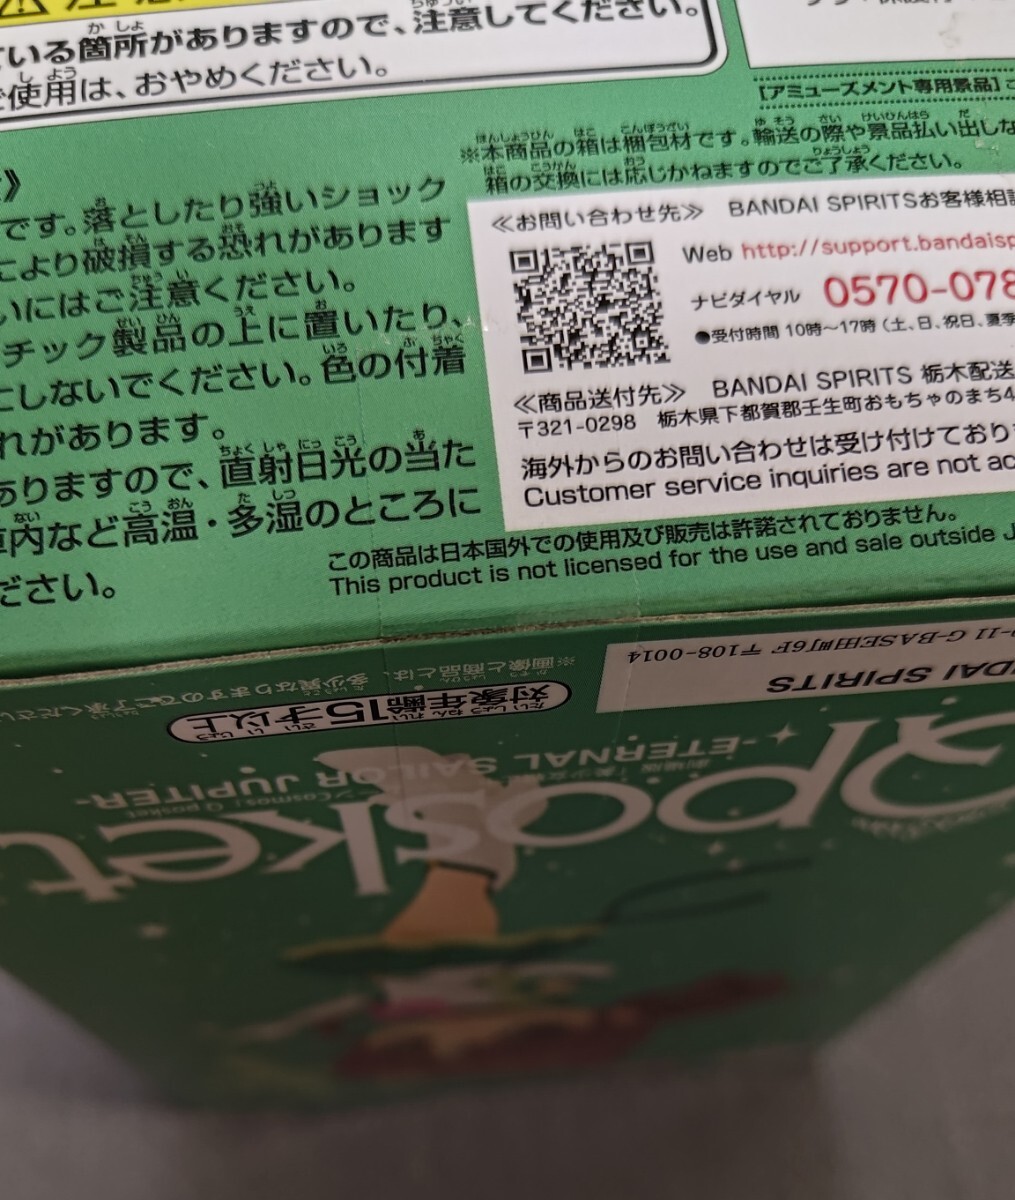 いる箇所がありますので、注意してください。
使用は、おやめください。
[アミューズメント専用景品]
※本商品の箱は梱包材です。輸送の際や景品払い出し
箱の交換には応じかねますのでご了承ください。
です。落としたり強いショック
により破損する恐れがあります
いにはご注意ください。
チック製品の上に置いたり、
にしないでください。色の付着
れがあります。
ありますので、直射日光の当た
車内など高温・多湿のところに
ださい。
≪お問い合わせ先≫ BANDAI SPIRITSお客様相談
Web http://support.bandaisp
ナビダイヤル 0570-078
●受付時間 10時〜17時（土、日、祝日、夏季
≪商品送付先≫ BANDAI SPIRITS 栃木配送
〒321-0298 栃木県下都賀郡壬生町おもちゃのまち4
海外からのお問い合わせは受け付けており
Customer service inquiries are not ac
この商品は日本国外での使用及び販売は許諾されておりません。
This product is not licensed for the use and sale outside J
G-BASE田町6F 〒108-0014
DAI SPIRITS
※画像と商品とは、多少異なりますのでご了承ください
対象年齢15才以上
-ETERNAL SAILOR JUPITER-
Qposket